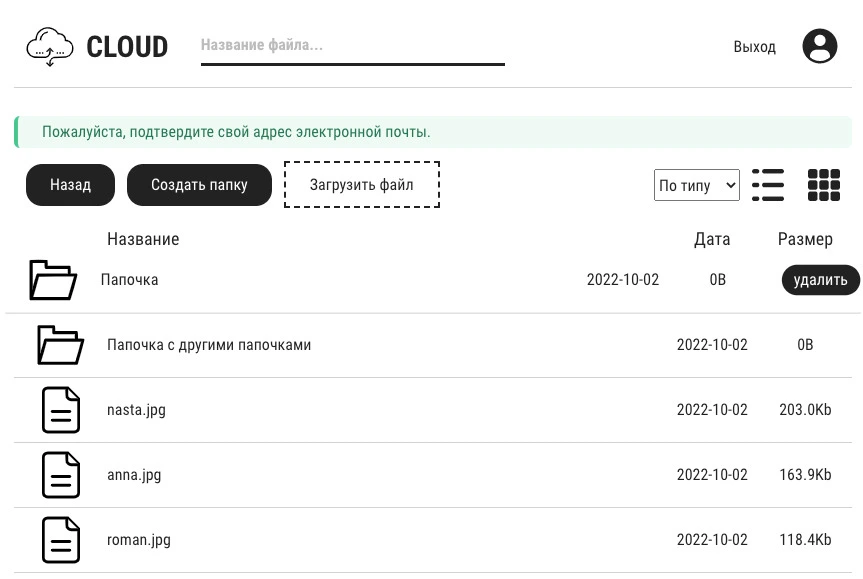 CLOUD
Название файла...
Выход
Пожалуйста, подтвердите свой адрес электронной почты.
Назад
Создать папку
Загрузить файл
По типу
Название Дата Размер
Папочка 2022-10-02 0B удалить
Папочка с другими папочками 2022-10-02 0B
nasta.jpg 2022-10-02 203.0Kb
anna.jpg 2022-10-02 163.9Kb
roman.jpg 2022-10-02 118.4Kb